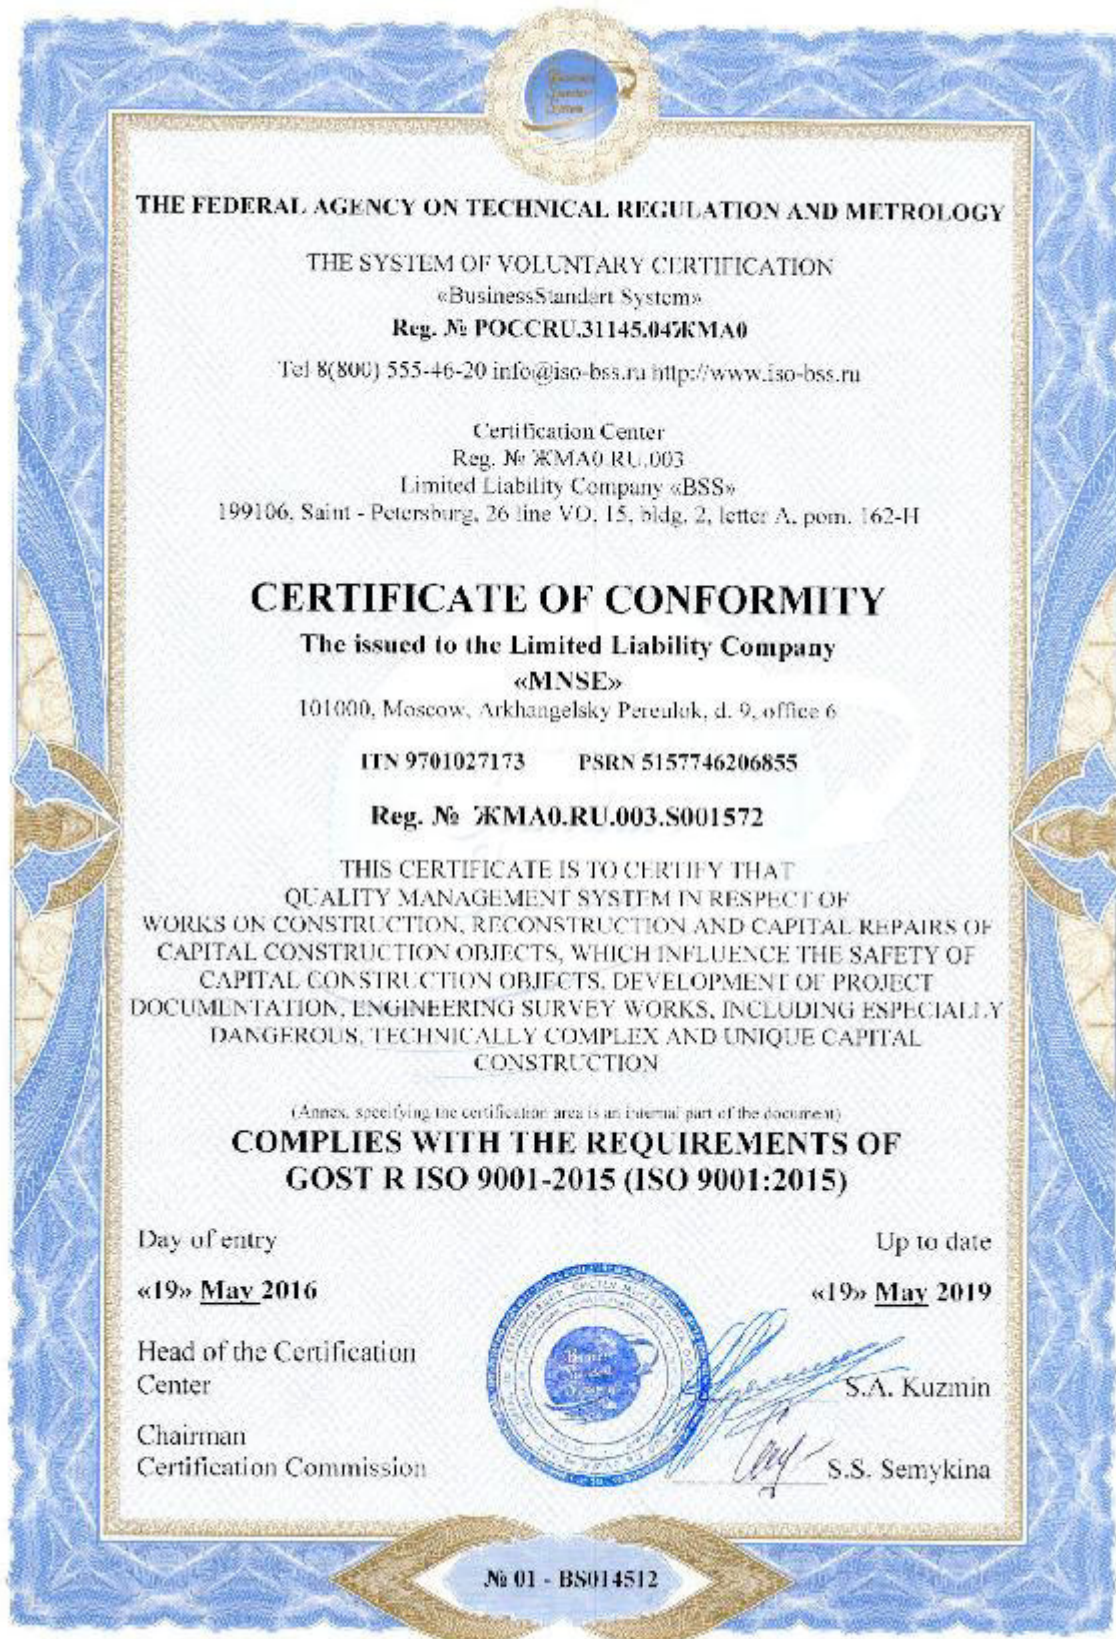 Business
Standart
System
THE FEDERAL AGENCY ON TECHNICAL REGULATION AND METROLOGY
THE SYSTEM OF VOLUNTARY CERTIFICATION
«BusinessStandart System»
Reg. № РОССRU.31145.04ЖМА0
Tel 8(800) 555-46-20 info@iso-bss.ru http://www.iso-bss.ru
Certification Center
Reg. № ЖМА0.RU.003
Limited Liability Company «BSS»
199106, Saint - Petersburg, 26 line VO, 15, bldg. 2, letter A, pom. 162-H
CERTIFICATE OF CONFORMITY
The issued to the Limited Liability Company
«MNSE»
101000, Moscow, Arkhangelsky Pereulok, d. 9, office 6
ITN 9701027173 PSRN 5157746206855
Reg. № ЖМА0.RU.003.S001572
THIS CERTIFICATE IS TO CERTIFY THAT
QUALITY MANAGEMENT SYSTEM IN RESPECT OF
WORKS ON CONSTRUCTION, RECONSTRUCTION AND CAPITAL REPAIRS OF
CAPITAL CONSTRUCTION OBJECTS, WHICH INFLUENCE THE SAFETY OF
CAPITAL CONSTRUCTION OBJECTS, DEVELOPMENT OF PROJECT
DOCUMENTATION, ENGINEERING SURVEY WORKS, INCLUDING ESPECIALLY
DANGEROUS, TECHNICALLY COMPLEX AND UNIQUE CAPITAL
CONSTRUCTION
(Annex, specifying the certification area is an internal part of the document)
COMPLIES WITH THE REQUIREMENTS OF
GOST R ISO 9001-2015 (ISO 9001:2015)
Day of entry Up to date
«19» May 2016 «19» May 2019
Head of the Certification
Center S.A. Kuzmin
Chairman
Certification Commission S.S. Semykina
№ 01 - BS014512